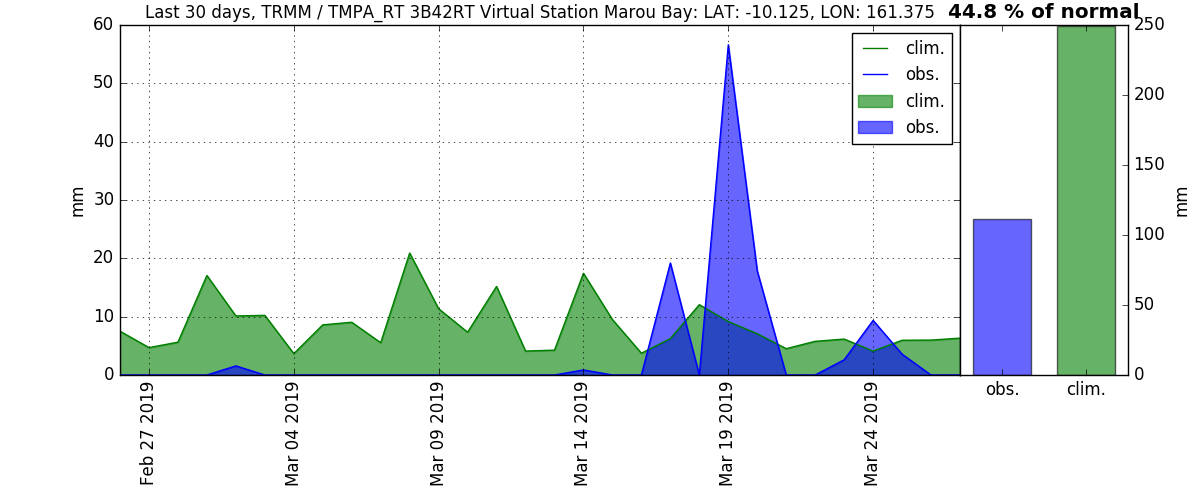 Last 30 days, TRMM / TMPA_RT 3B42RT Virtual Station Marou Bay: LAT: -10.125, LON: 161.375 44.8 % of normal
60
50
40
30
20
10
0
mm
clim.
obs.
clim.
obs.
250
200
150
100
50
0
mm
Feb 27 2019
Mar 04 2019
Mar 09 2019
Mar 14 2019
Mar 19 2019
Mar 24 2019
obs.
clim.